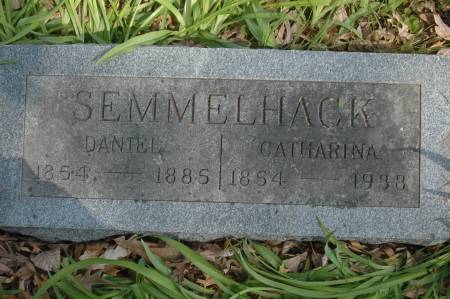 SEMMELHACK
DANIEL CATHARINA
1854 — 1885 1854 — 1938